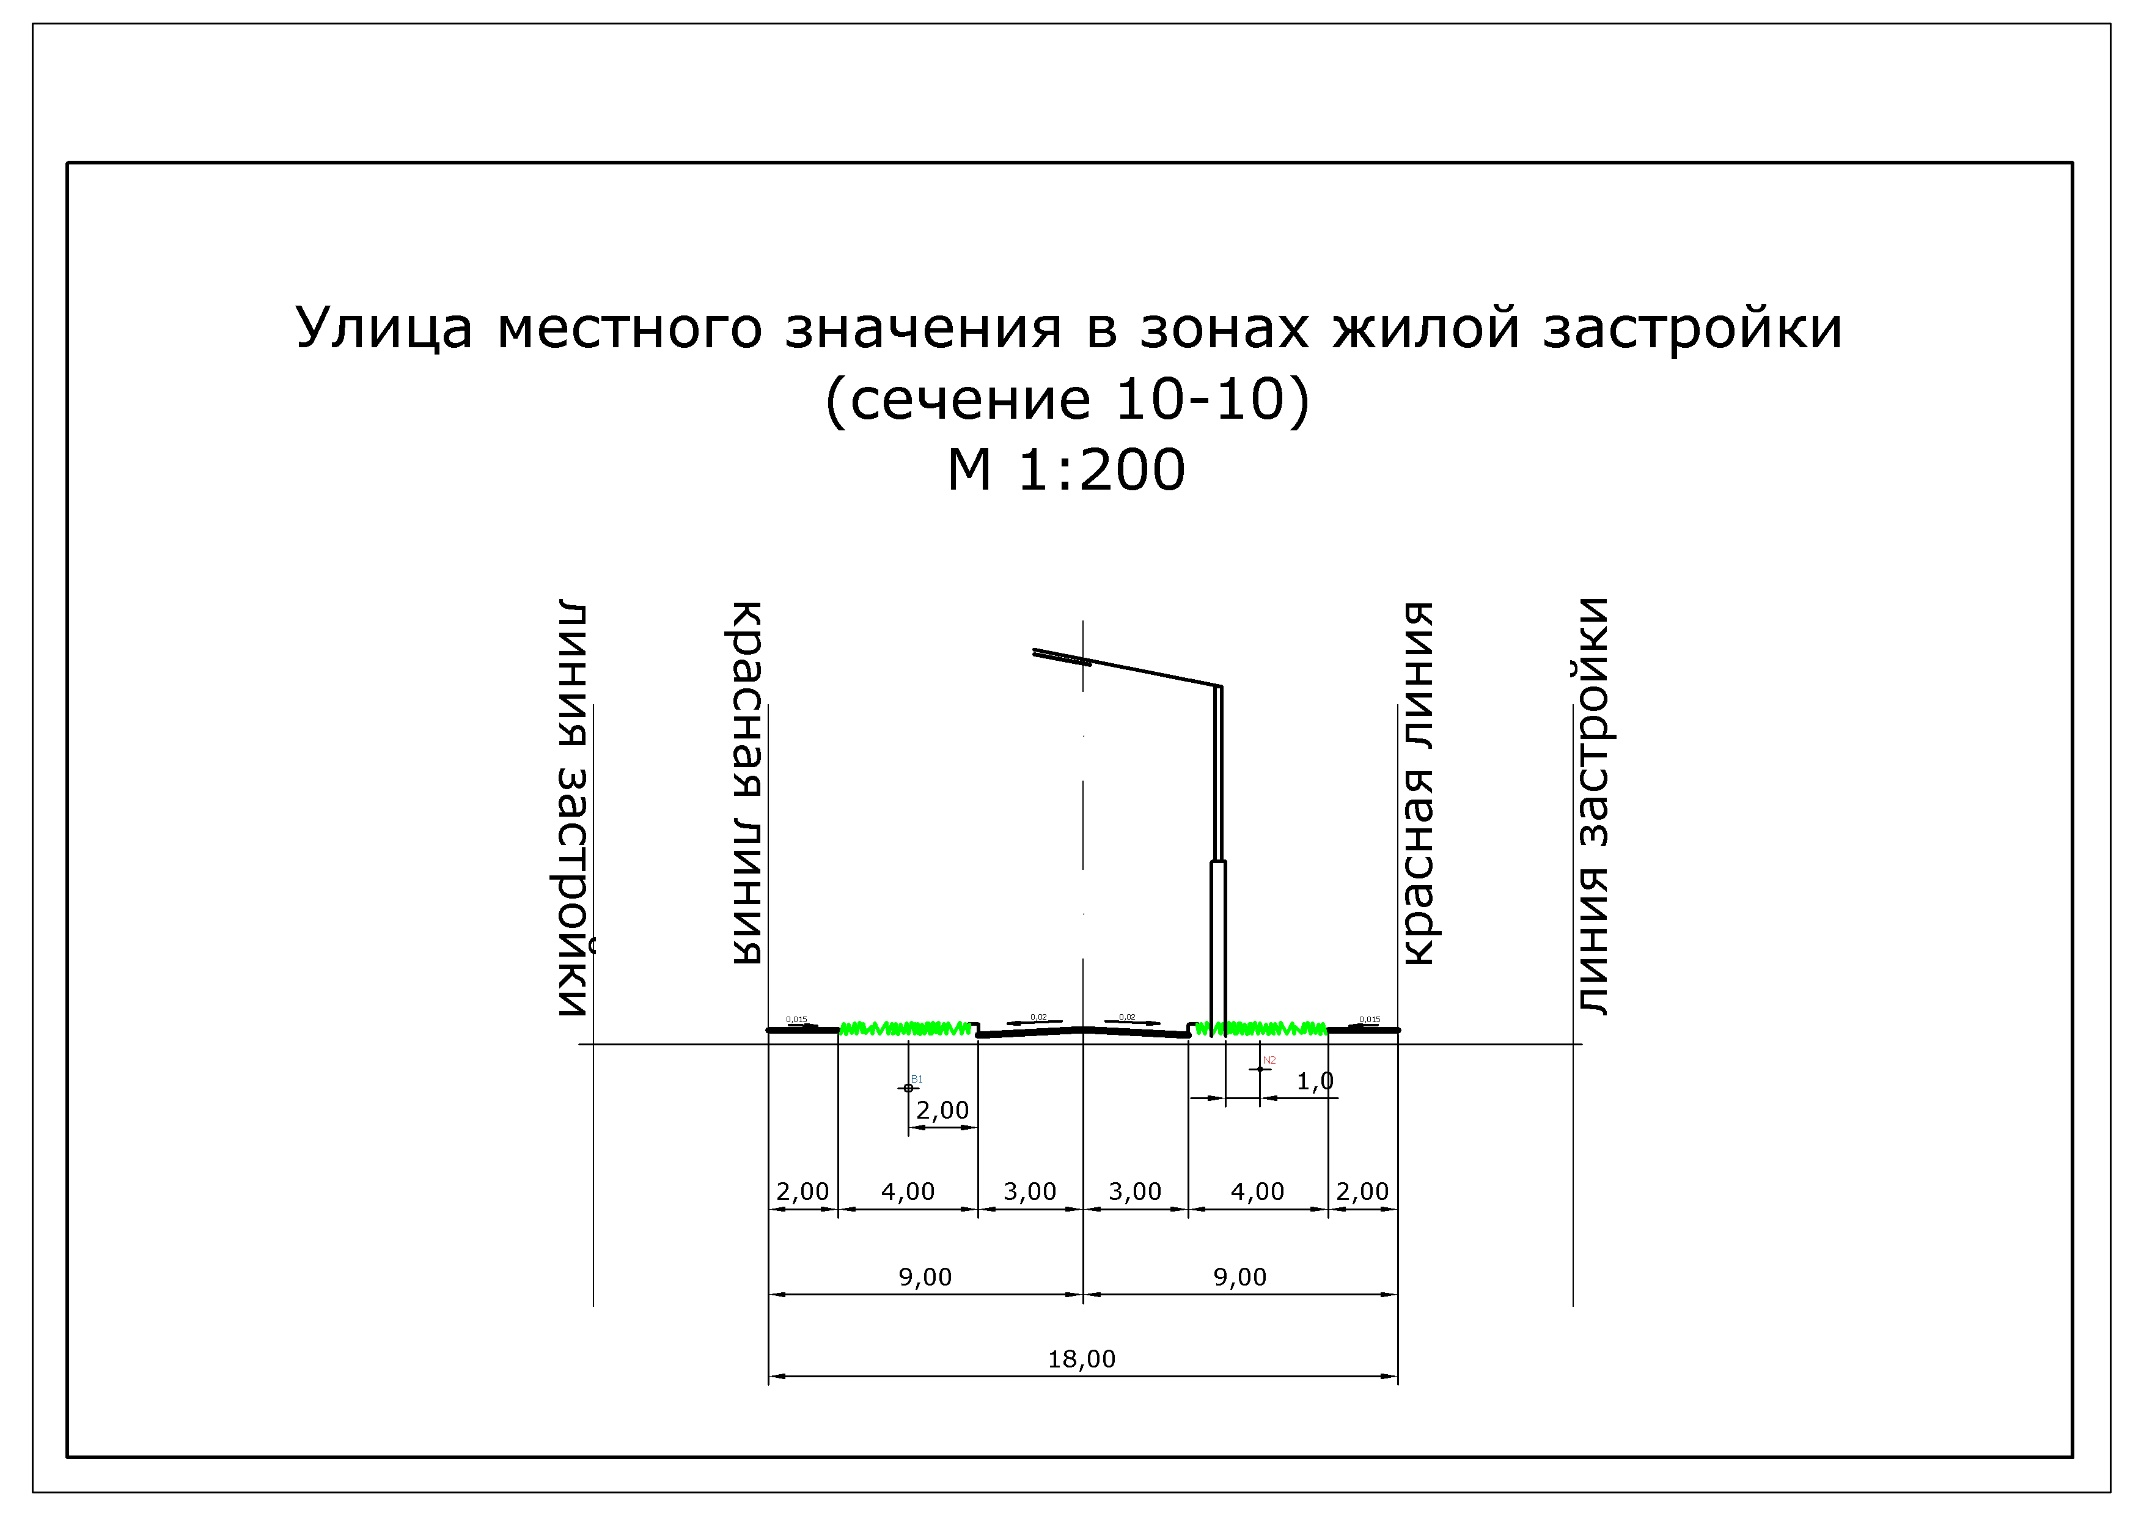 Улица местного значения в зонах жилой застройки
(сечение 10-10)
М 1:200
линия застройки
красная линия
красная линия
линия застройки
0,015
0,02
0,02
0,015
В1
N2
1,0
2,00
2,00
4,00
3,00
3,00
4,00
2,00
9,00
9,00
18,00